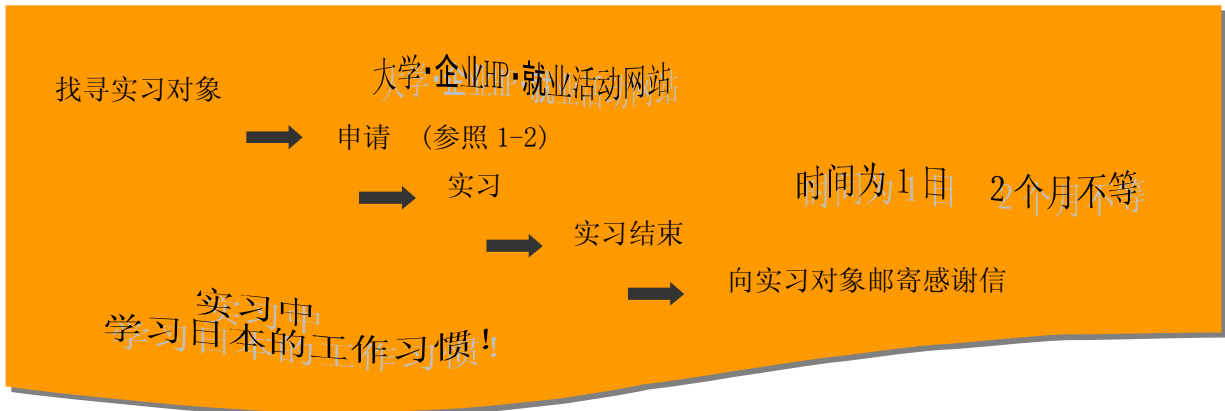 找寻实习对象
大学·企业HP·就业活动网站
申请 (参照 1-2)
实习
时间为1日 2个月不等
实习结束
向实习对象邮寄感谢信
实习中
学习日本的工作习惯！